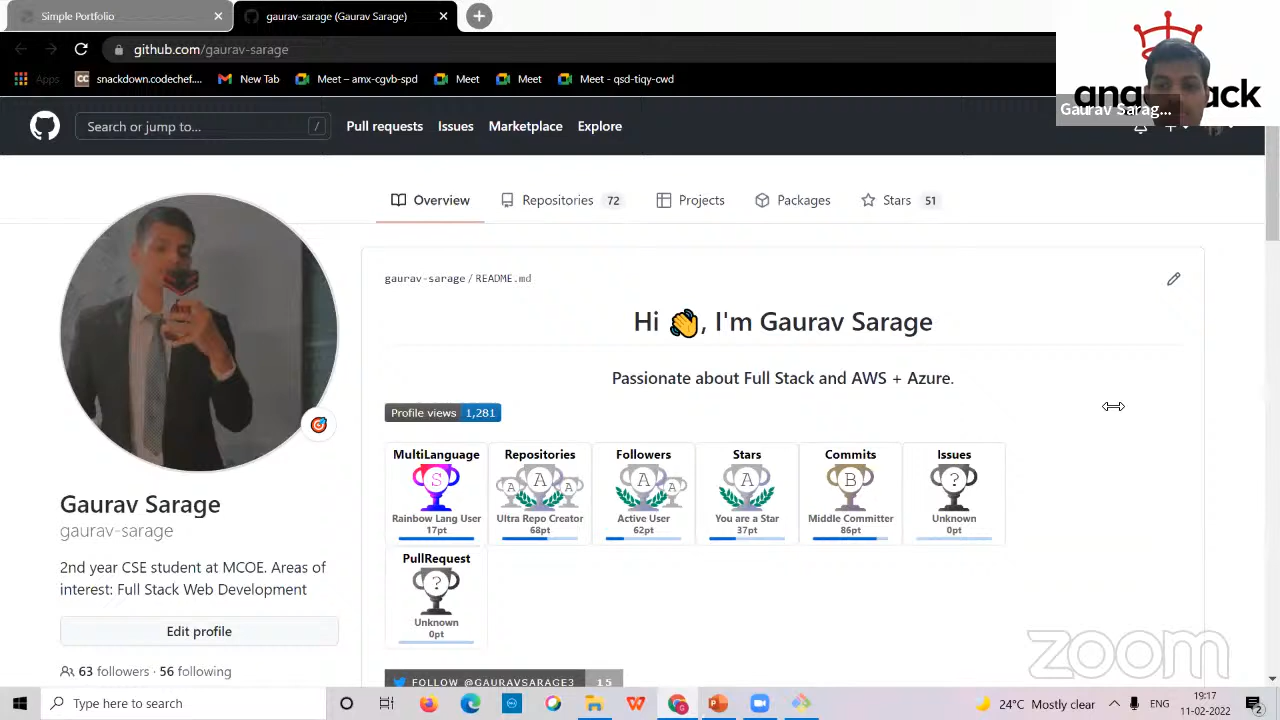 Simple Portfolio
gaurav-sarage (Gaurav Sarage)
github.com/gaurav-sarage
Apps
CC snackdown.codechef....
New Tab
Meet – amx-cgvb-spd
Meet
Meet
Meet - qsd-tiqy-cwd
Gaurav Sarag...
Search or jump to...
/
Pull requests
Issues
Marketplace
Explore
Overview
Repositories 72
Projects
Packages
Stars 51
gaurav-sarage / README.md
Hi 👋, I'm Gaurav Sarage
Passionate about Full Stack and AWS + Azure.
Profile views 1,281
MultiLanguage
S
Rainbow Lang User
17pt
Repositories
A A A
Ultra Repo Creator
68pt
Followers
A A
Active User
62pt
Stars
A
You are a Star
37pt
Commits
B
Middle Committer
86pt
Issues
?
Unknown
0pt
PullRequest
?
Unknown
0pt
Gaurav Sarage
gaurav-sarage
2nd year CSE student at MCOE. Areas of
interest: Full Stack Web Development
Edit profile
63 followers · 56 following
FOLLOW @GAURAVSARAGE3 15
zoom
Type here to search
24°C Mostly clear
ENG
19:17
11-02-2022
2